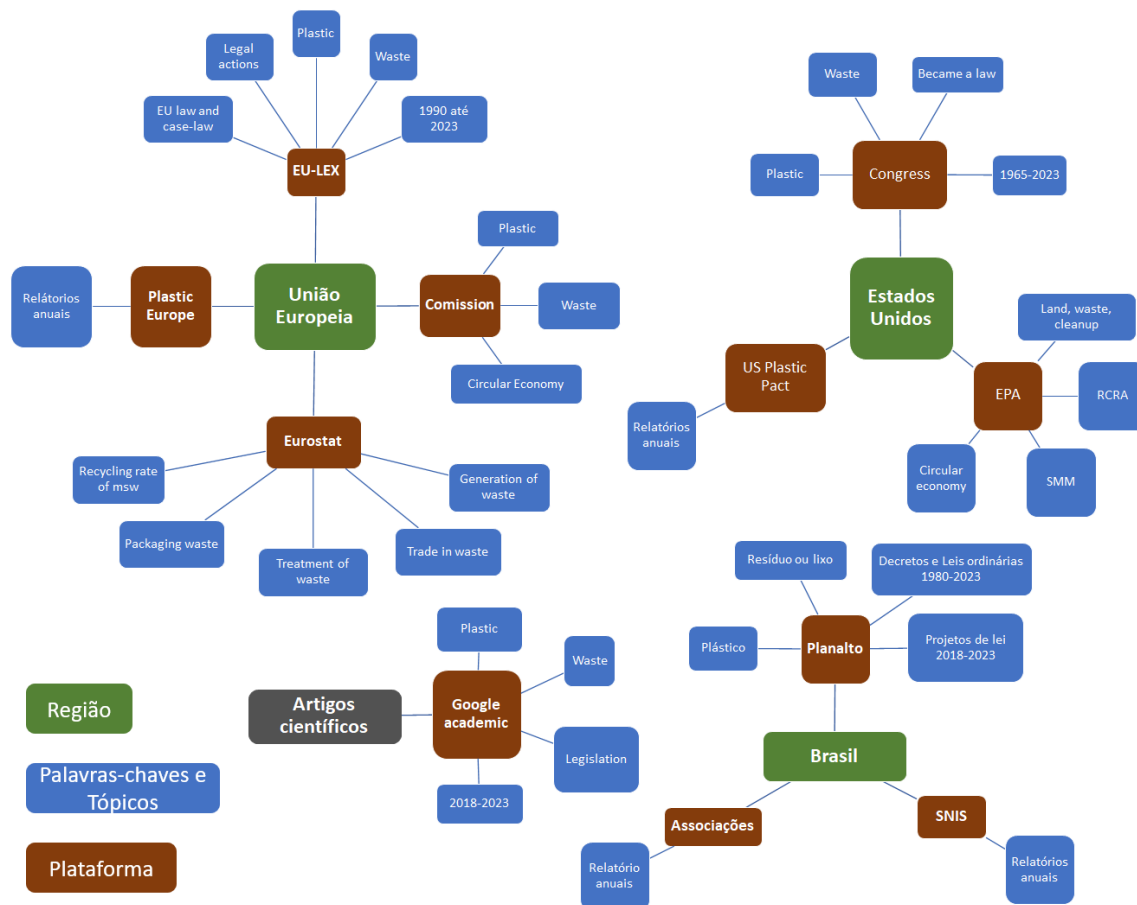 Plastic
Legal
actions
Waste
EU law and
case-law
1990 até
2023
EU-LEX
Plastic
Relátorios
anuais
Plastic
Europe
União
Europeia
Comission
Waste
Circular Economy
Eurostat
Recycling rate
of msw
Generation of
waste
Packaging waste
Trade in waste
Treatment of
waste
Waste
Became a law
Plastic
Congress
1965-2023
Estados
Unidos
Land, waste,
cleanup
US Plastic
Pact
EPA
RCRA
Relatórios
anuais
Circular
economy
SMM
Resíduo ou lixo
Decretos e Leis ordinárias
1980-2023
Plástico
Planalto
Projetos de lei
2018-2023
Brasil
Associações
SNIS
Relatório
anuais
Relatórios
anuais
Plastic
Waste
Artigos
científicos
Google
academic
Legislation
2018-2023
Região
Palavras-chaves e
Tópicos
Plataforma